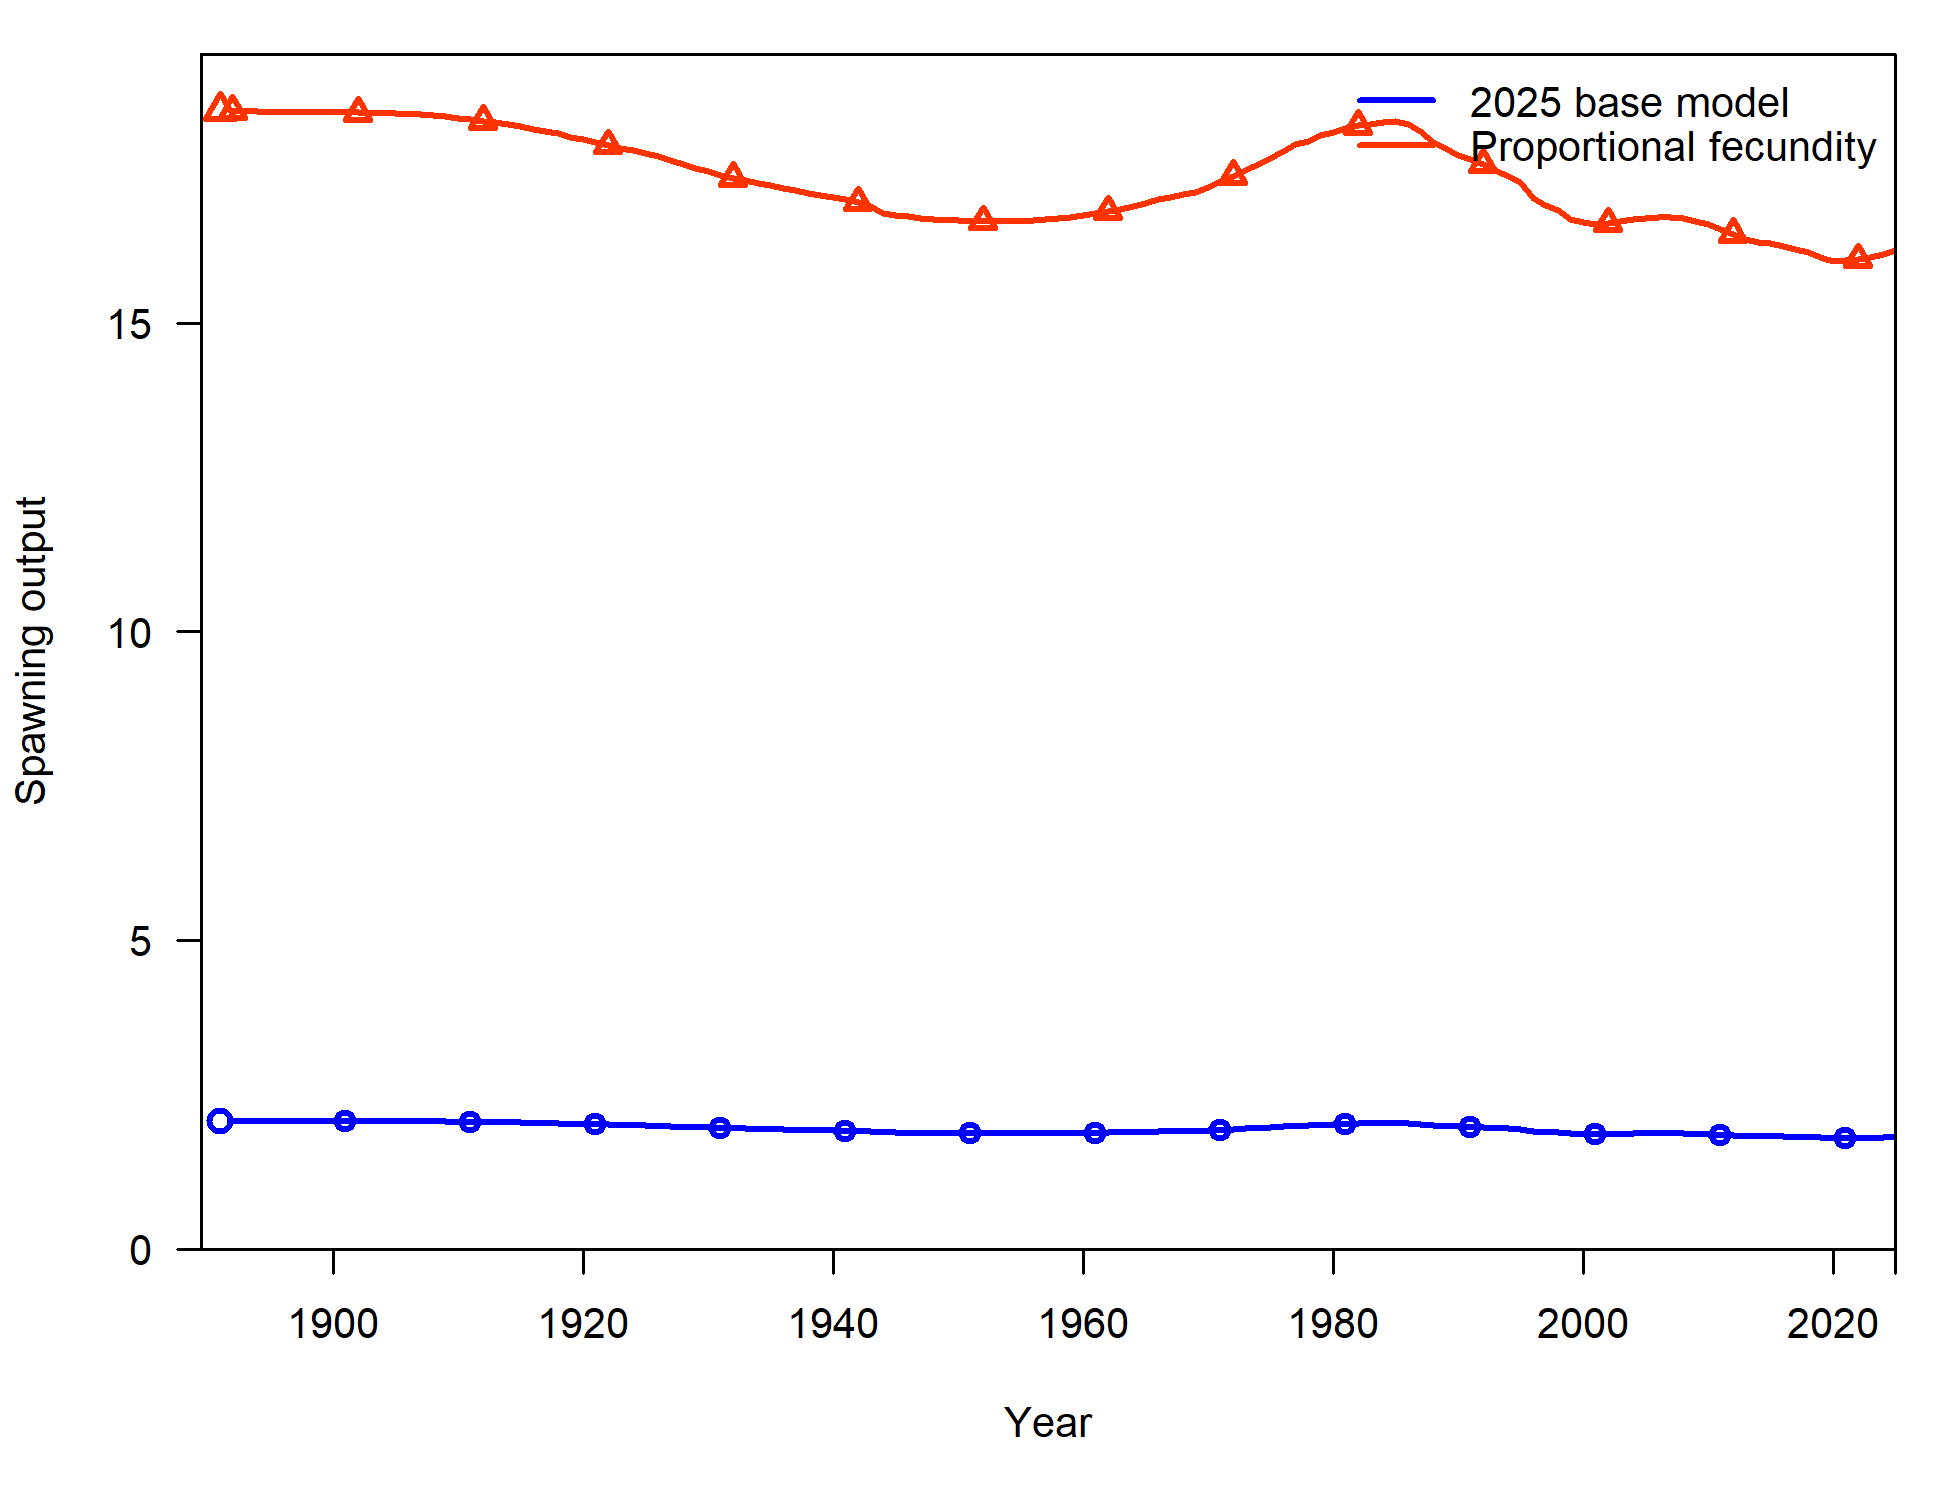 2025 base model
Proportional fecundity
15
10
5
0
Spawning output
1900 1920 1940 1960 1980 2000 2020
Year